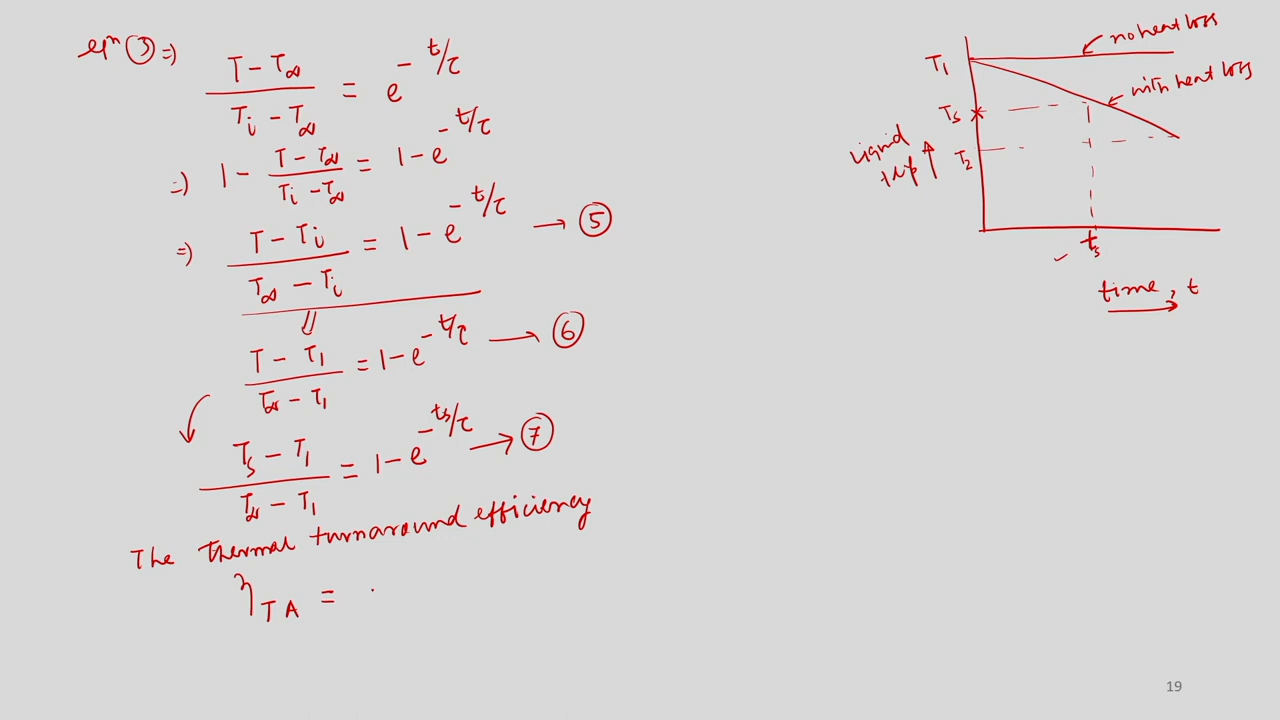 eqn (3) ⇒
T − T∞ / Ti − T∞ = e^(−t/τ)
⇒ 1 − (T − T∞ / Ti − T∞) = 1 − e^(−t/τ)
⇒ T − Ti / T∞ − Ti = 1 − e^(−t/τ) → (5)
⇓
T − T1 / T∞ − T1 = 1 − e^(−t/τ) → (6)
Ts − T1 / T∞ − T1 = 1 − e^(−ts/τ) → (7)
The thermal turnaround efficiency
ηTA =
no heat loss
T1
with heat loss
Ts
liquid
T2
ts
time, t
19